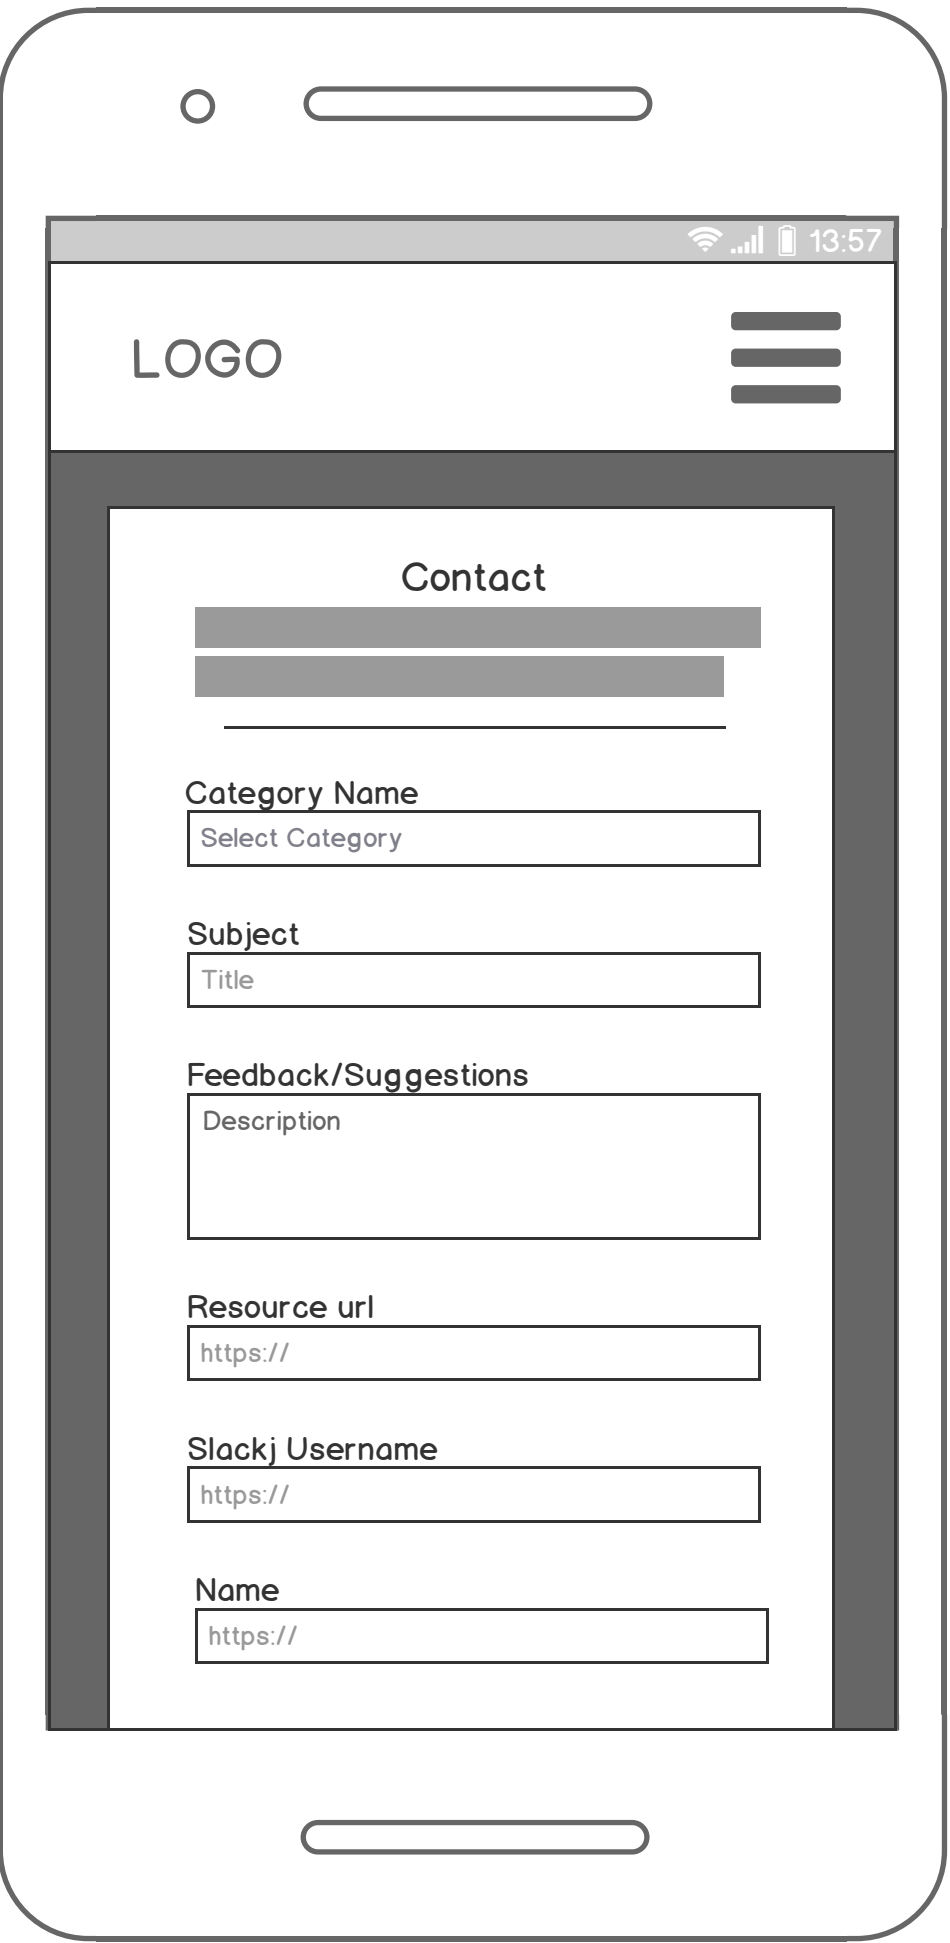 13:57
LOGO
Contact
Category Name
Select Category
Subject
Title
Feedback/Suggestions
Description
Resource url
https://
Slackj Username
https://
Name
https://